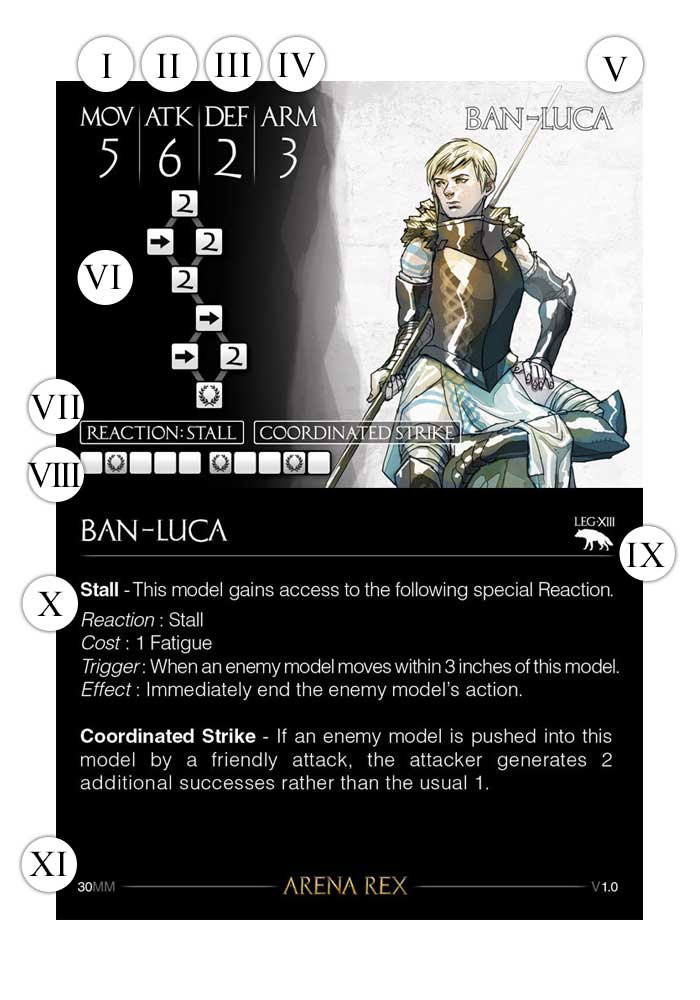 I II III IV V
MOV ATK DEF ARM
5 6 2 3
BAN-LUCA
2
2
VI
2
2
VII
REACTION: STALL COORDINATED STRIKE
VIII
BAN-LUCA
LEG·XIII
IX
X
Stall - This model gains access to the following special Reaction.
Reaction : Stall
Cost : 1 Fatigue
Trigger : When an enemy model moves within 3 inches of this model.
Effect : Immediately end the enemy model's action.
Coordinated Strike - If an enemy model is pushed into this
model by a friendly attack, the attacker generates 2
additional successes rather than the usual 1.
XI
30MM ARENA REX V1.0